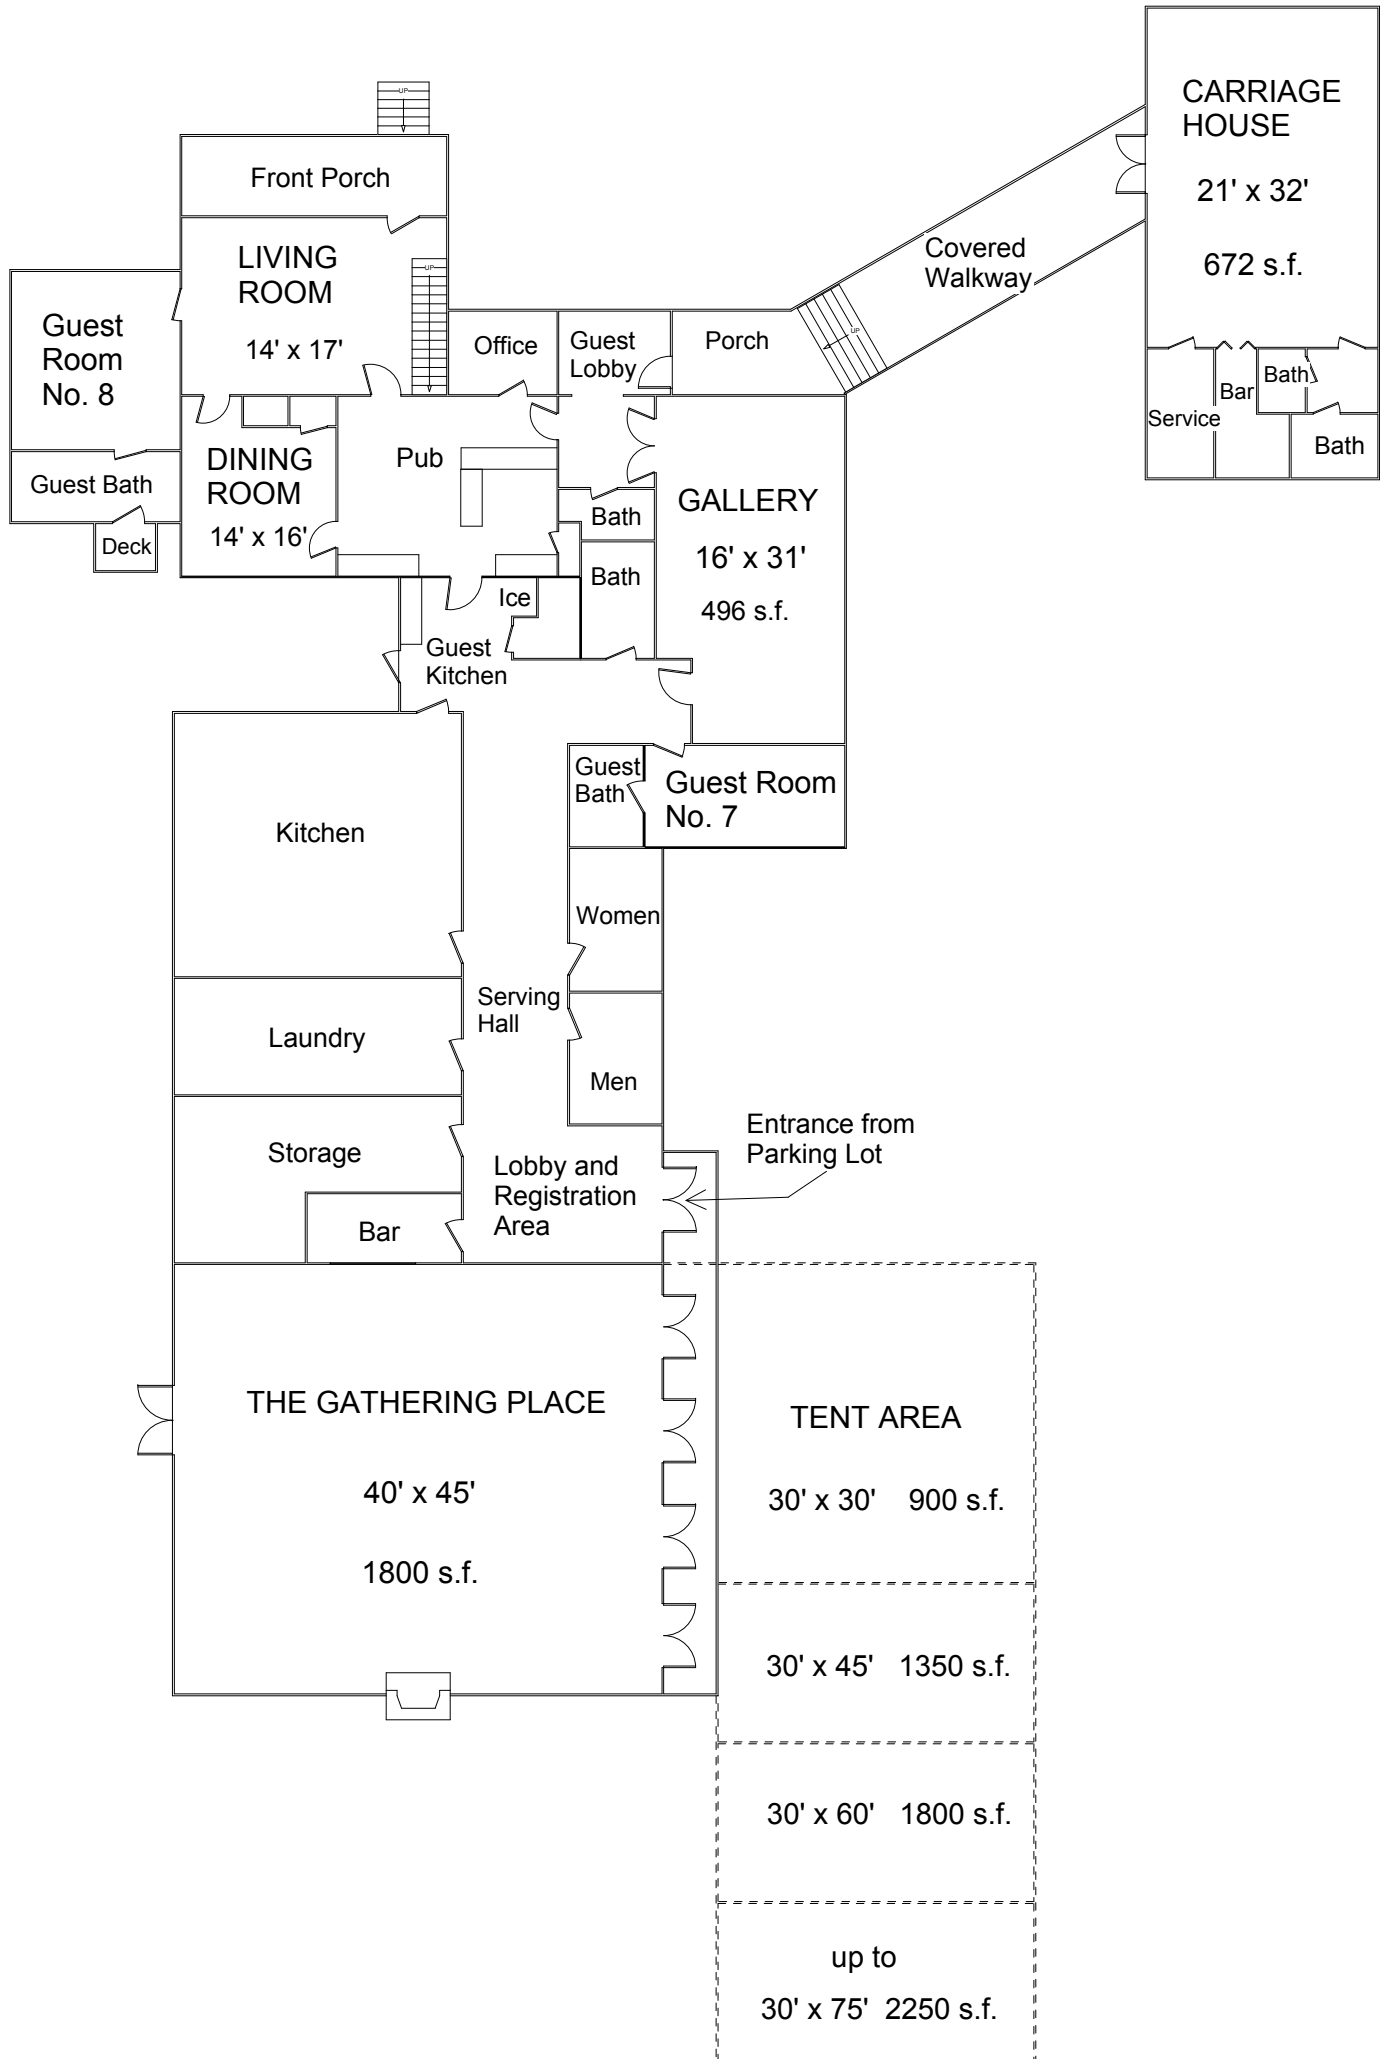 UP
Front Porch
LIVING
ROOM
14' x 17'
UP
Guest
Room
No. 8
Guest Bath
Deck
DINING
ROOM
14' x 16'
Office
Guest
Lobby
Porch
UP
Covered
Walkway
CARRIAGE
HOUSE
21' x 32'
672 s.f.
Service
Bar
Bath
Bath
Pub
Bath
Bath
GALLERY
16' x 31'
496 s.f.
Ice
Guest
Kitchen
Guest
Bath
Guest Room
No. 7
Kitchen
Women
Serving
Hall
Laundry
Men
Storage
Bar
Lobby and
Registration
Area
Entrance from
Parking Lot
THE GATHERING PLACE
40' x 45'
1800 s.f.
TENT AREA
30' x 30' 900 s.f.
30' x 45' 1350 s.f.
30' x 60' 1800 s.f.
up to
30' x 75' 2250 s.f.